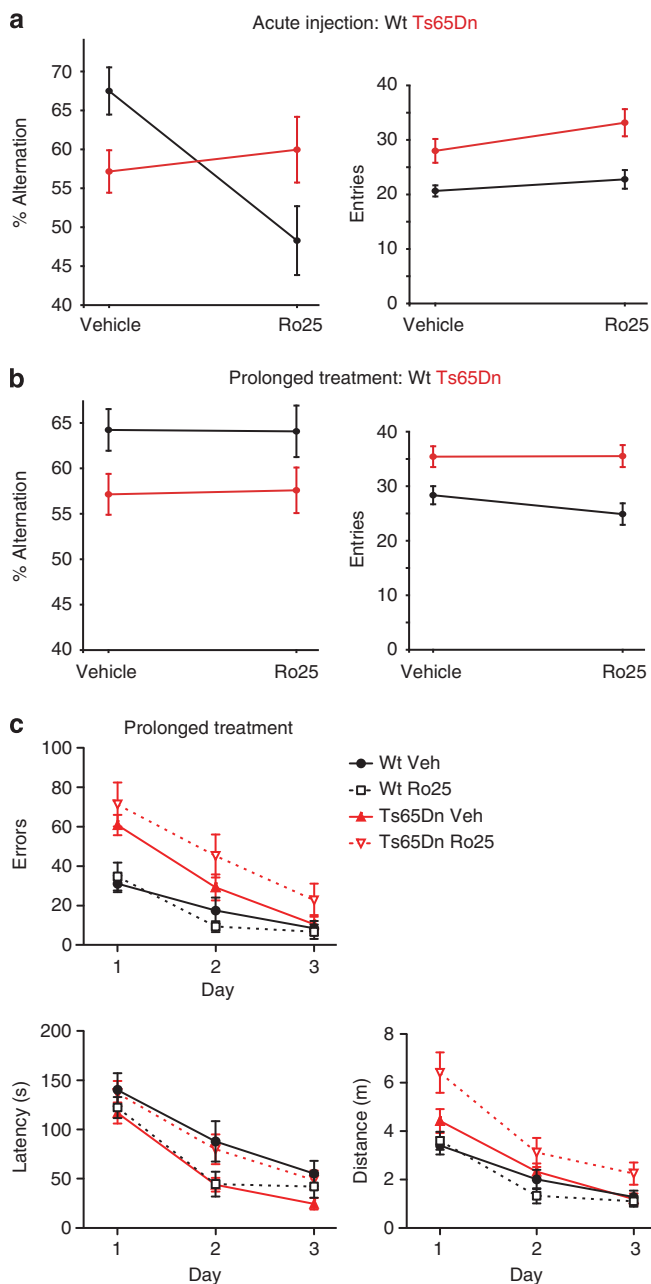 a
Acute injection: Wt Ts65Dn
% Alternation
70
65
60
55
50
45
40
Vehicle
Ro25
Entries
40
30
20
10
0
Vehicle
Ro25
b
Prolonged treatment: Wt Ts65Dn
% Alternation
65
60
55
50
45
40
Vehicle
Ro25
Entries
40
30
20
10
0
Vehicle
Ro25
c
Prolonged treatment
Errors
100
80
60
40
20
0
1 2 3
Day
Wt Veh
Wt Ro25
Ts65Dn Veh
Ts65Dn Ro25
Latency (s)
200
150
100
50
0
1 2 3
Day
Distance (m)
8
6
4
2
0
1 2 3
Day